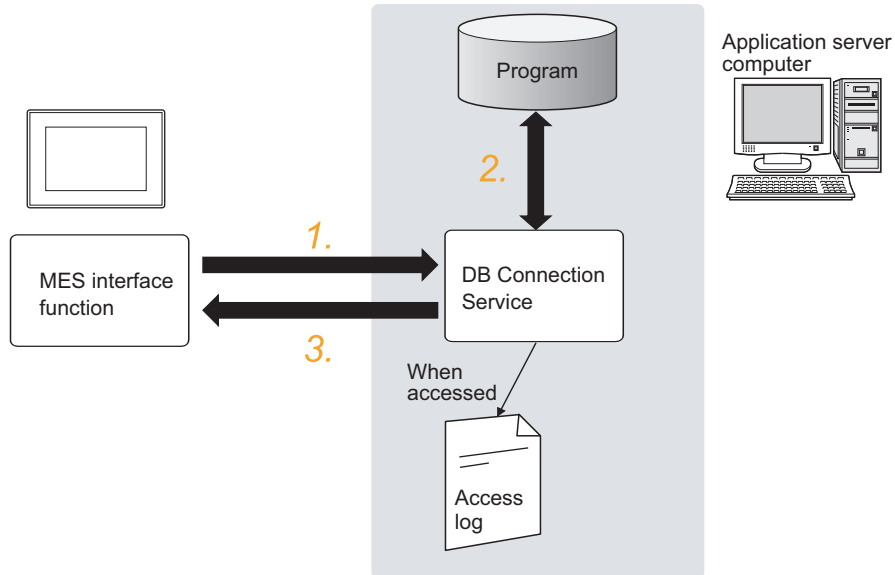 Program
Application server
computer
2.
1.
MES interface
function
DB Connection
Service
3.
When
accessed
Access
log